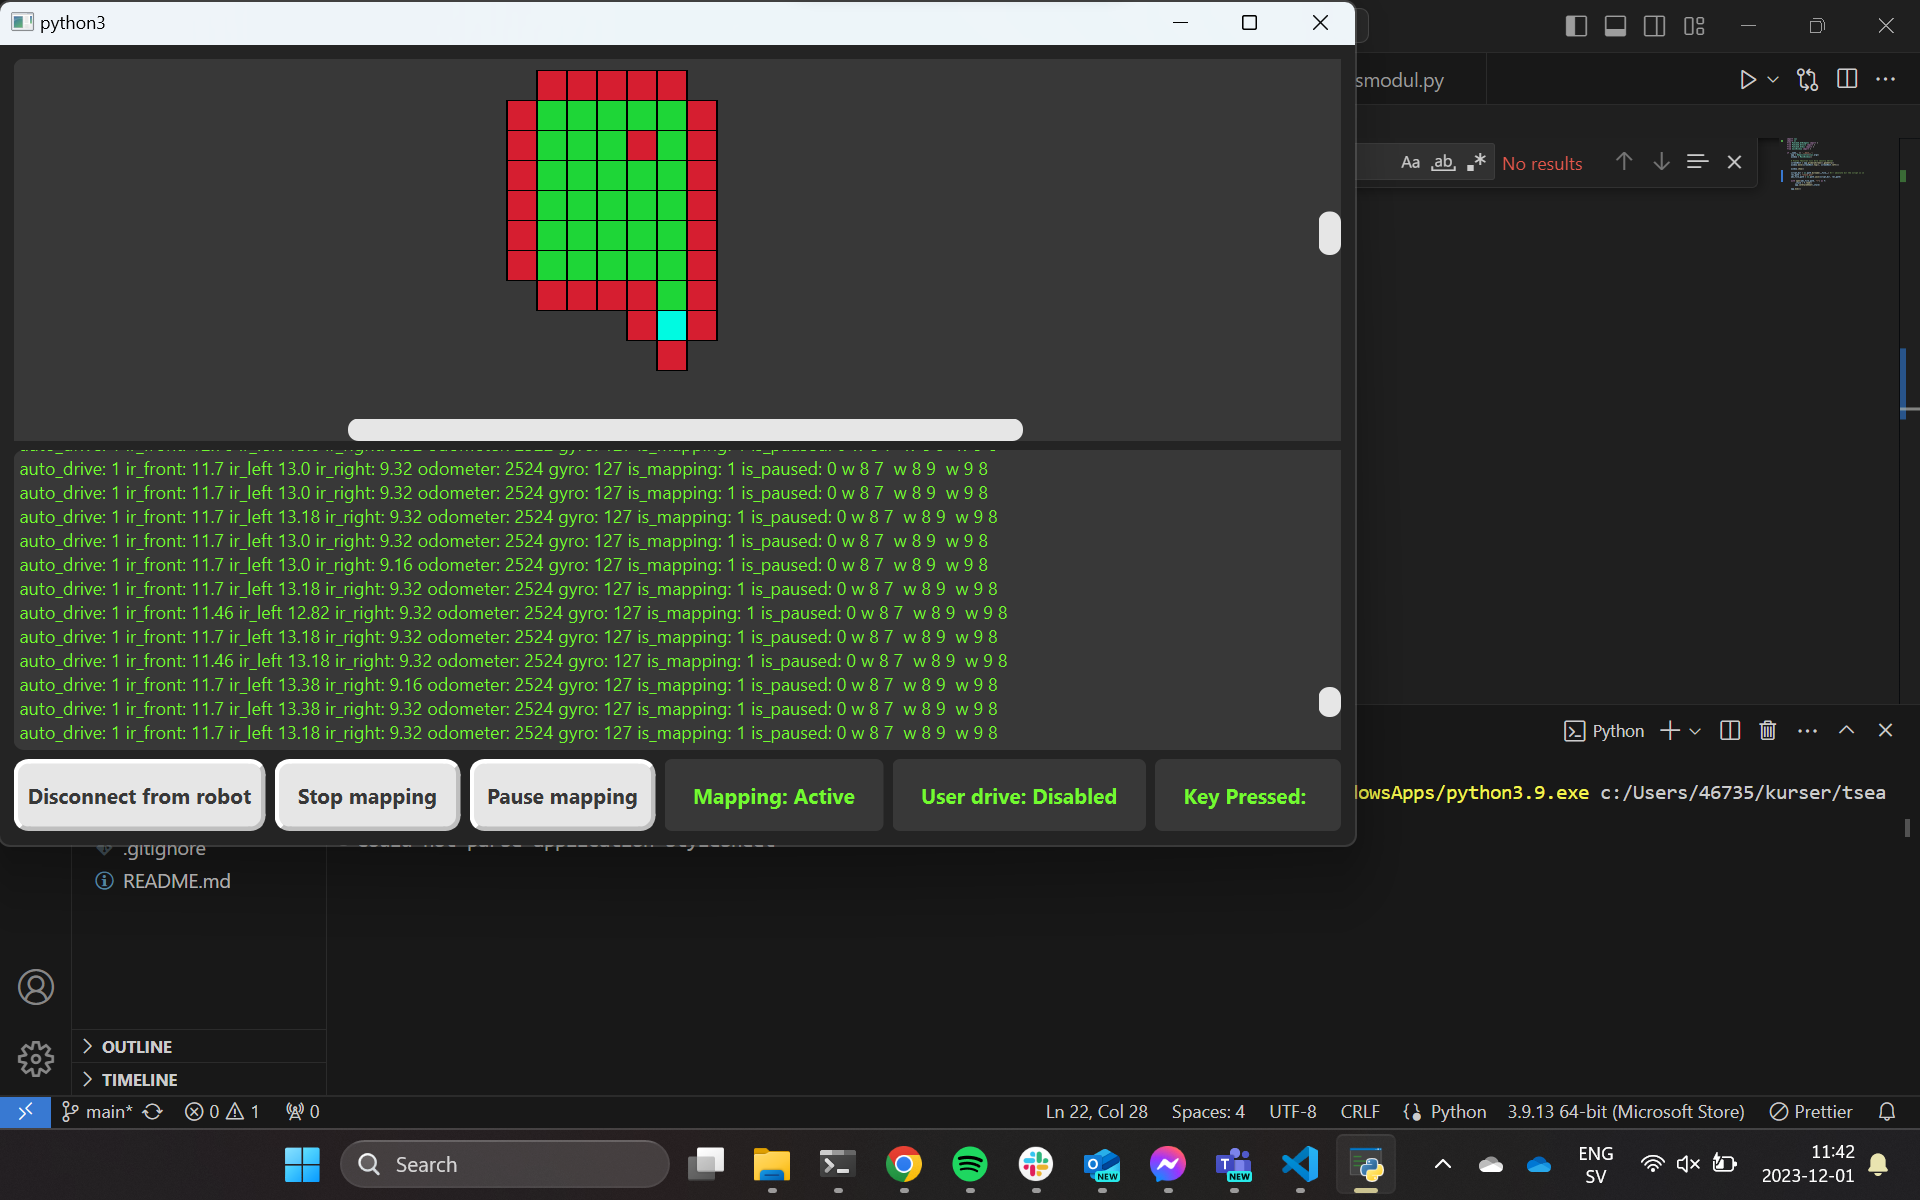 python3
smodul.py
Aa ab .*
No results
auto_drive: 1 ir_front: 11.7 ir_left 13.0 ir_right: 9.32 odometer: 2524 gyro: 127 is_mapping: 1 is_paused: 0 w 8 7 w 8 9 w 9 8
auto_drive: 1 ir_front: 11.7 ir_left 13.0 ir_right: 9.32 odometer: 2524 gyro: 127 is_mapping: 1 is_paused: 0 w 8 7 w 8 9 w 9 8
auto_drive: 1 ir_front: 11.7 ir_left 13.18 ir_right: 9.32 odometer: 2524 gyro: 127 is_mapping: 1 is_paused: 0 w 8 7 w 8 9 w 9 8
auto_drive: 1 ir_front: 11.7 ir_left 13.0 ir_right: 9.32 odometer: 2524 gyro: 127 is_mapping: 1 is_paused: 0 w 8 7 w 8 9 w 9 8
auto_drive: 1 ir_front: 11.7 ir_left 13.0 ir_right: 9.16 odometer: 2524 gyro: 127 is_mapping: 1 is_paused: 0 w 8 7 w 8 9 w 9 8
auto_drive: 1 ir_front: 11.7 ir_left 13.18 ir_right: 9.32 odometer: 2524 gyro: 127 is_mapping: 1 is_paused: 0 w 8 7 w 8 9 w 9 8
auto_drive: 1 ir_front: 11.46 ir_left 12.82 ir_right: 9.32 odometer: 2524 gyro: 127 is_mapping: 1 is_paused: 0 w 8 7 w 8 9 w 9 8
auto_drive: 1 ir_front: 11.7 ir_left 13.18 ir_right: 9.32 odometer: 2524 gyro: 127 is_mapping: 1 is_paused: 0 w 8 7 w 8 9 w 9 8
auto_drive: 1 ir_front: 11.46 ir_left 13.18 ir_right: 9.32 odometer: 2524 gyro: 127 is_mapping: 1 is_paused: 0 w 8 7 w 8 9 w 9 8
auto_drive: 1 ir_front: 11.7 ir_left 13.38 ir_right: 9.16 odometer: 2524 gyro: 127 is_mapping: 1 is_paused: 0 w 8 7 w 8 9 w 9 8
auto_drive: 1 ir_front: 11.7 ir_left 13.38 ir_right: 9.32 odometer: 2524 gyro: 127 is_mapping: 1 is_paused: 0 w 8 7 w 8 9 w 9 8
auto_drive: 1 ir_front: 11.7 ir_left 13.18 ir_right: 9.32 odometer: 2524 gyro: 127 is_mapping: 1 is_paused: 0 w 8 7 w 8 9 w 9 8
Python
Disconnect from robot Stop mapping Pause mapping Mapping: Active User drive: Disabled Key Pressed:
owsApps/python3.9.exe c:/Users/46735/kurser/tsea
.gitignore
README.md
OUTLINE
TIMELINE
main* 0 1 0 Ln 22, Col 28 Spaces: 4 UTF-8 CRLF Python 3.9.13 64-bit (Microsoft Store) Prettier
Search
NEW
NEW
ENG
SV
11:42
2023-12-01